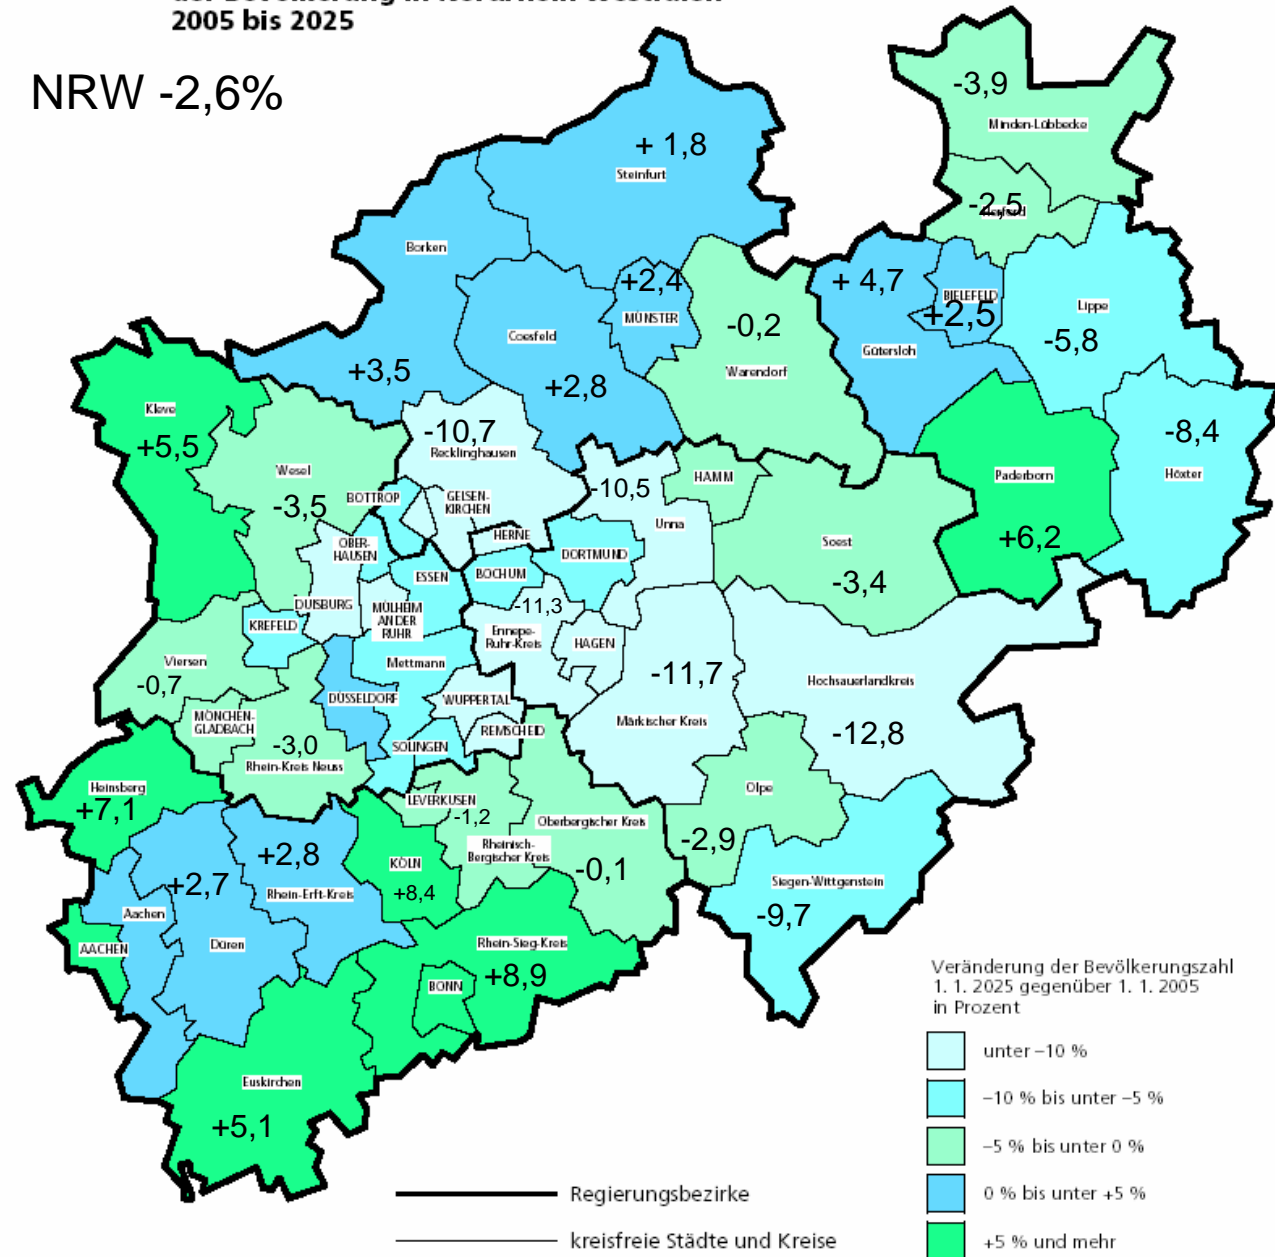 2005 bis 2025
NRW -2,6%
-3,9
Minden-Lübbecke
+ 1,8
Steinfurt
-2,5
Herford
Borken
+2,4
MÜNSTER
+ 4,7
BIELEFELD
+2,5
Lippe
-5,8
Coesfeld
-0,2
Gütersloh
Warendorf
+3,5
+2,8
Kleve
+5,5
-10,7
Recklinghausen
-8,4
Höxter
Wesel
-3,5
BOTTROP
GELSEN-
KIRCHEN
-10,5
HAMM
Paderborn
+6,2
Unna
HERNE
OBER-
HAUSEN
DORTMUND
Soest
-3,4
ESSEN
BOCHUM
DUISBURG
MÜLHEIM
AN DER
RUHR
-11,3
KREFELD
Ennepe-
Ruhr-Kreis
HAGEN
Viersen
-0,7
Mettmann
-11,7
Hochsauerlandkreis
-12,8
DÜSSELDORF
WUPPERTAL
MÖNCHEN-
GLADBACH
Märkischer Kreis
REMSCHEID
-3,0
SOLINGEN
Rhein-Kreis Neuss
Heinsberg
+7,1
Olpe
-2,9
LEVERKUSEN
-1,2
Oberbergischer Kreis
Rheinisch-
Bergischer Kreis
-0,1
+2,8
KÖLN
+8,4
+2,7
Rhein-Erft-Kreis
Siegen-Wittgenstein
-9,7
Aachen
AACHEN
Düren
Rhein-Sieg-Kreis
+8,9
BONN
Euskirchen
+5,1
Veränderung der Bevölkerungszahl
1. 1. 2025 gegenüber 1. 1. 2005
in Prozent
unter –10 %
–10 % bis unter –5 %
–5 % bis unter 0 %
0 % bis unter +5 %
+5 % und mehr
Regierungsbezirke
kreisfreie Städte und Kreise